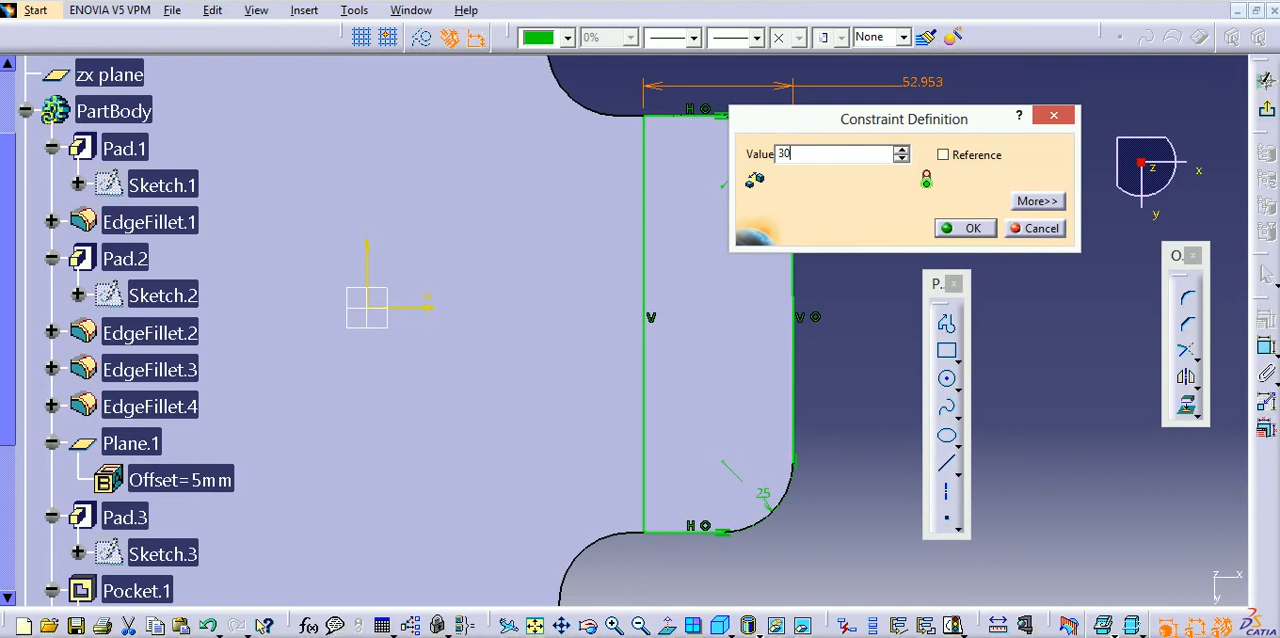 Start ENOVIA V5 VPM File Edit View Insert Tools Window Help
0% None
zx plane
PartBody
Pad.1
Sketch.1
EdgeFillet.1
Pad.2
Sketch.2
EdgeFillet.2
EdgeFillet.3
EdgeFillet.4
Plane.1
Offset=5mm
Pad.3
Sketch.3
Pocket.1
52.953
H
Constraint Definition ?
Value 30 Reference
More>>
OK Cancel
H
V
V
25
H
P..
O.
z x
y
z x
y
f(x)
DS CATIA